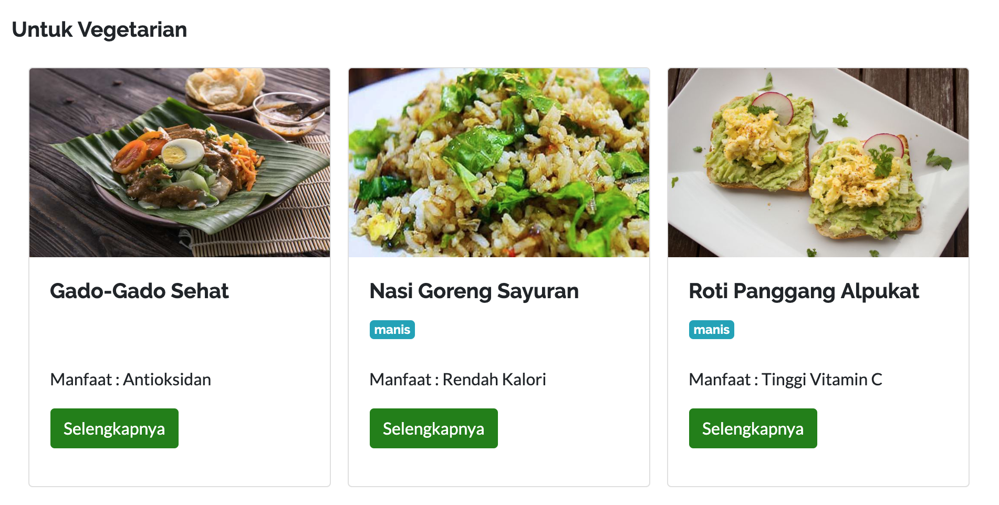 Untuk Vegetarian
Gado-Gado Sehat
Manfaat : Antioksidan
Selengkapnya
Nasi Goreng Sayuran
manis
Manfaat : Rendah Kalori
Selengkapnya
Roti Panggang Alpukat
manis
Manfaat : Tinggi Vitamin C
Selengkapnya